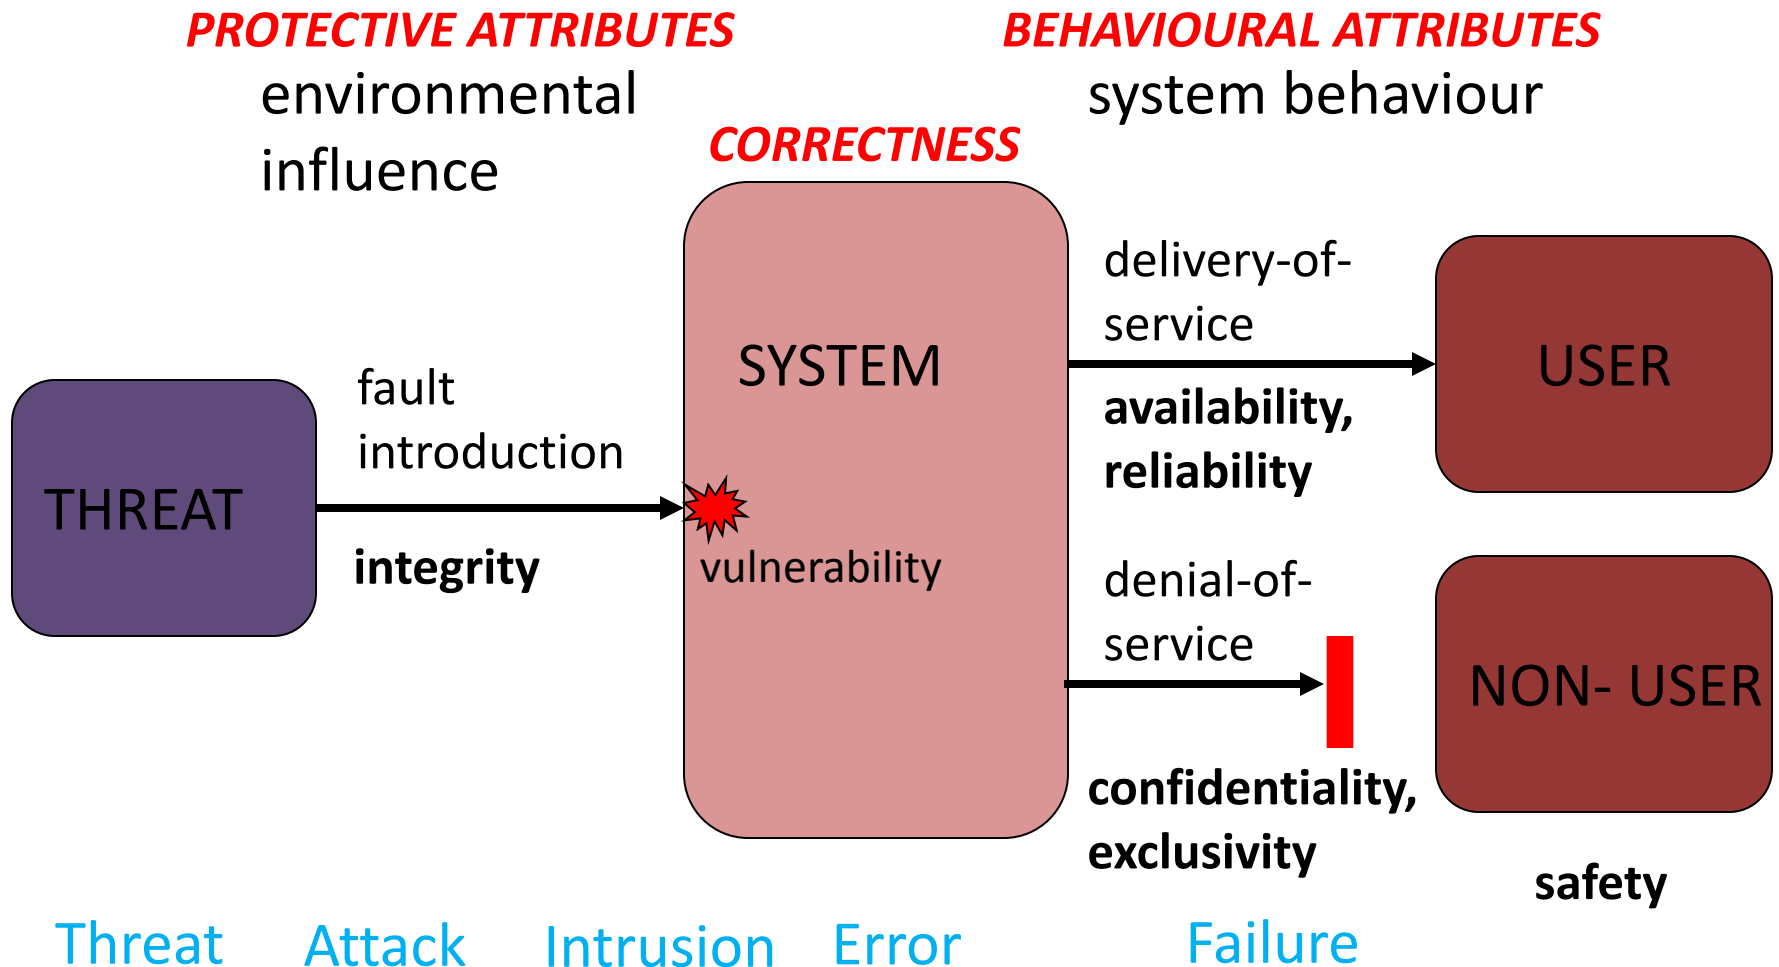 PROTECTIVE ATTRIBUTES
BEHAVIOURAL ATTRIBUTES
environmental
influence
system behaviour
CORRECTNESS
THREAT
fault
introduction
integrity
SYSTEM
vulnerability
delivery-of-
service
availability,
reliability
USER
denial-of-
service
confidentiality,
exclusivity
NON- USER
safety
Threat
Attack
Intrusion
Error
Failure